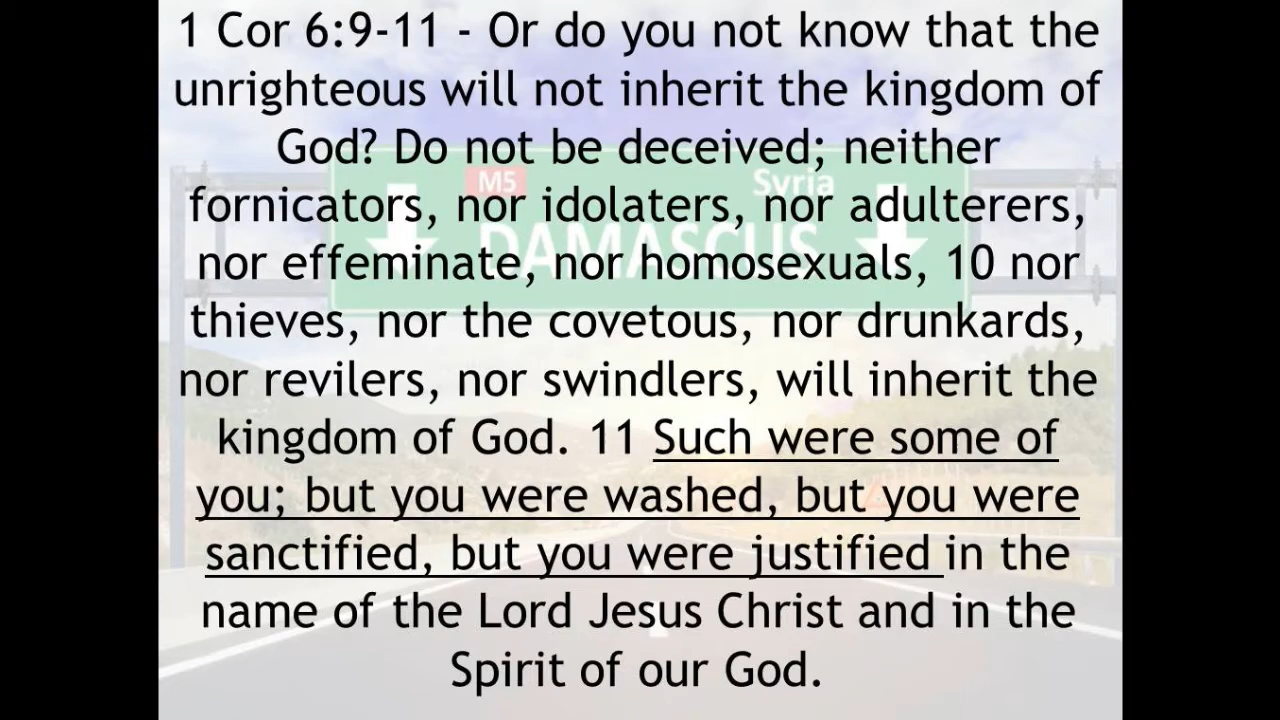 1 Cor 6:9-11 - Or do you not know that the
unrighteous will not inherit the kingdom of
God? Do not be deceived; neither
M5
Syria
fornicators, nor idolaters, nor adulterers,
DAMASCUS
nor effeminate, nor homosexuals, 10 nor
thieves, nor the covetous, nor drunkards,
nor revilers, nor swindlers, will inherit the
kingdom of God. 11 Such were some of
you; but you were washed, but you were
sanctified, but you were justified in the
name of the Lord Jesus Christ and in the
Spirit of our God.